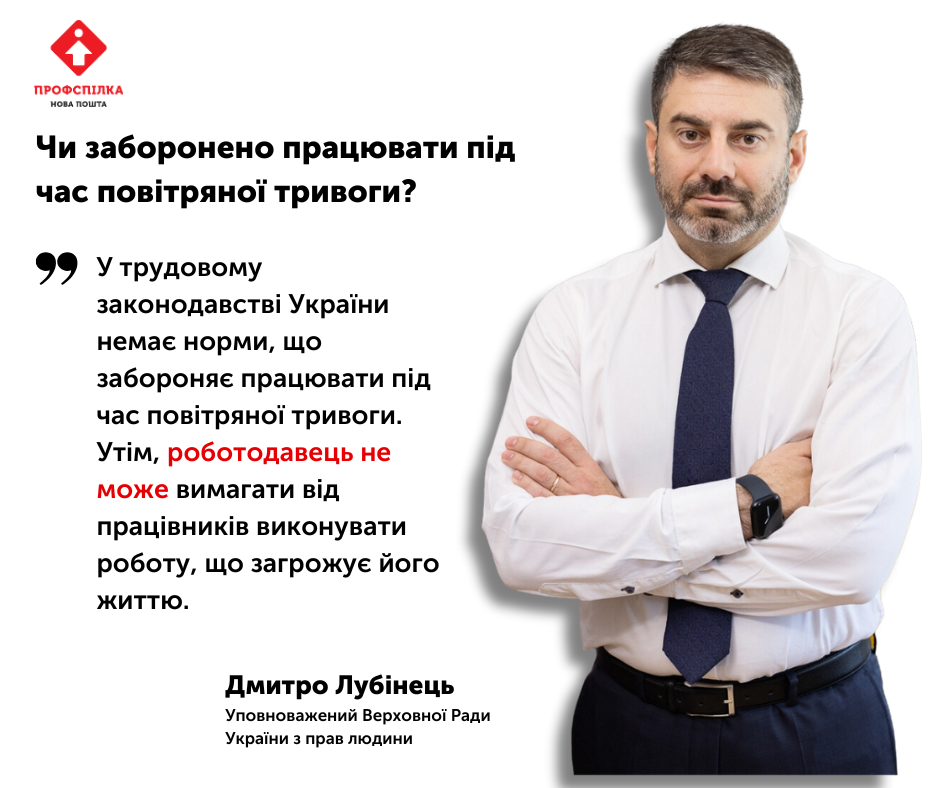 ПРОФСПІЛКА
НОВА ПОШТА
Чи заборонено працювати під
час повітряної тривоги?
У трудовому
законодавстві України
немає норми, що
забороняє працювати під
час повітряної тривоги.
Утім, роботодавець не
може вимагати від
працівників виконувати
роботу, що загрожує його
життю.
Дмитро Лубінець
Уповноважений Верховної Ради
України з прав людини